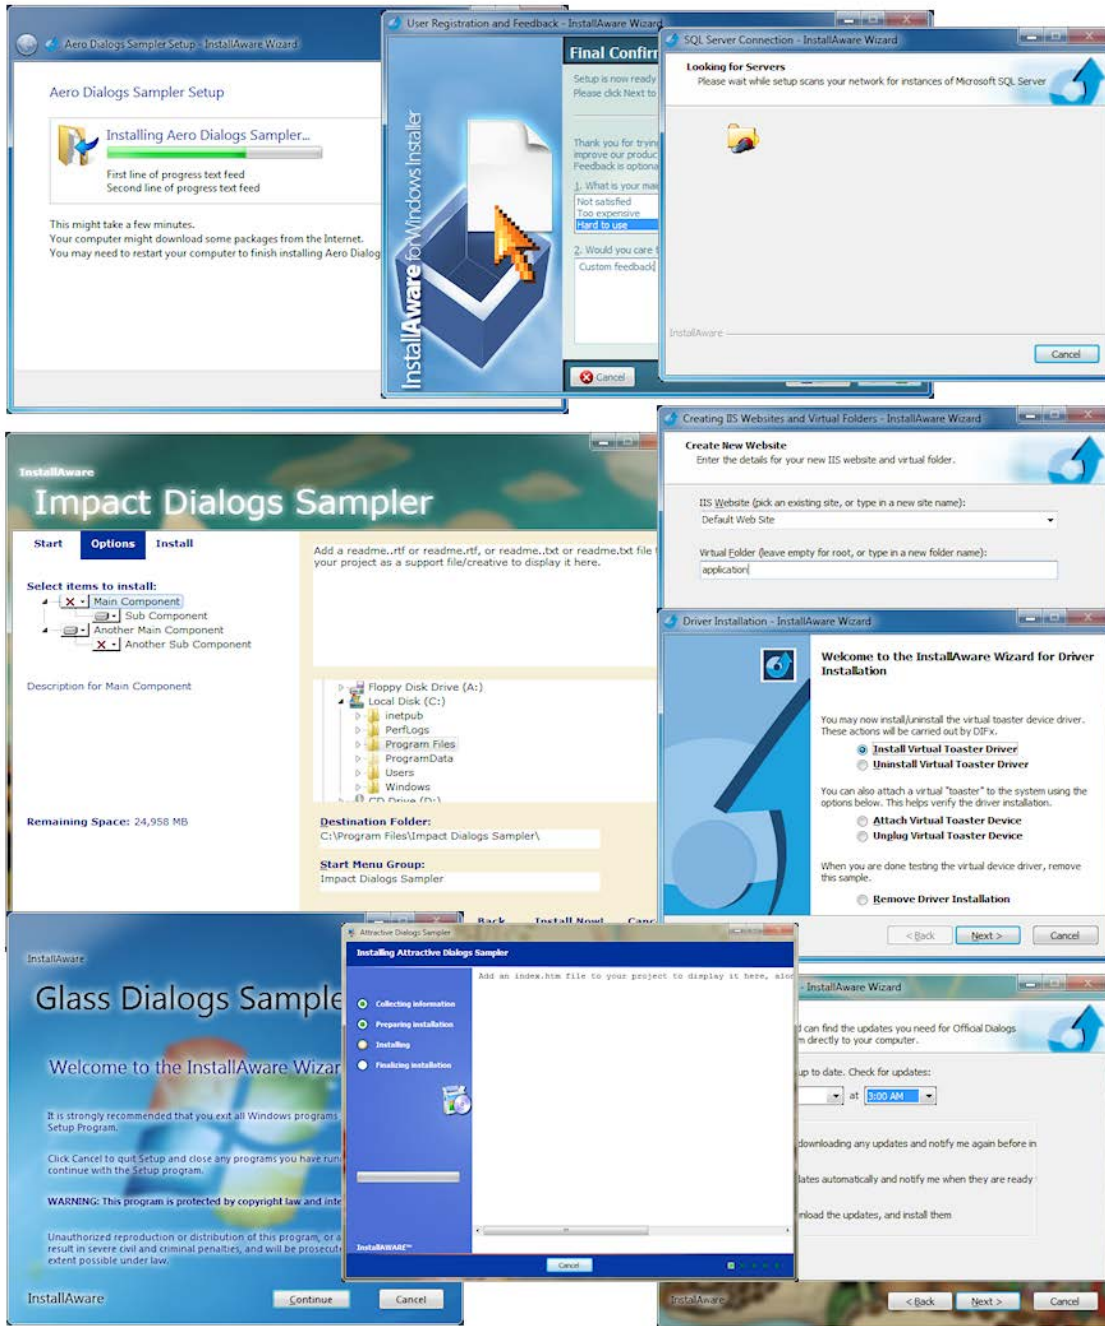 Aero Dialogs Sampler Setup - InstallAware Wizard
Aero Dialogs Sampler Setup
Installing Aero Dialogs Sampler...
First line of progress text feed
Second line of progress text feed
This might take a few minutes.
Your computer might download some packages from the Internet.
You may need to restart your computer to finish installing Aero Dialog
User Registration and Feedback - InstallAware Wizard
InstallAware for Windows Installer
Final Confirm
Setup is now ready
Please click Next to
Thank you for trying
improve our produc
Feedback is optiona
1. What is your mai
Not satisfied
Too expensive
Hard to use
2. Would you care
Custom feedback
Cancel
SQL Server Connection - InstallAware Wizard
Looking for Servers
Please wait while setup scans your network for instances of Microsoft SQL Server
InstallAware
Cancel
InstallAware
Impact Dialogs Sampler
Start Options Install
Select items to install:
Main Component
Sub Component
Another Main Component
Another Sub Component
Description for Main Component
Remaining Space: 24,958 MB
Add a readme..rtf or readme.rtf, or readme..txt or readme.txt file
your project as a support file/creative to display it here.
Floppy Disk Drive (A:)
Local Disk (C:)
inetpub
PerfLogs
Program Files
ProgramData
Users
Windows
CD Drive (D:)
Destination Folder:
C:\Program Files\Impact Dialogs Sampler\
Start Menu Group:
Impact Dialogs Sampler
Back Install Now! Canc
Creating IIS Websites and Virtual Folders - InstallAware Wizard
Create New Website
Enter the details for your new IIS website and virtual folder.
IIS Website (pick an existing site, or type in a new site name):
Default Web Site
Virtual Folder (leave empty for root, or type in a new folder name):
application
Driver Installation - InstallAware Wizard
Welcome to the InstallAware Wizard for Driver
Installation
You may now install/uninstall the virtual toaster device driver.
These actions will be carried out by DIFx.
Install Virtual Toaster Driver
Uninstall Virtual Toaster Driver
You can also attach a virtual "toaster" to the system using the
options below. This helps verify the driver installation.
Attach Virtual Toaster Device
Unplug Virtual Toaster Device
When you are done testing the virtual device driver, remove
this sample.
Remove Driver Installation
< Back Next > Cancel
InstallAware
Glass Dialogs Sample
Welcome to the InstallAware Wizar
It is strongly recommended that you exit all Windows programs
Setup Program.
Click Cancel to quit Setup and close any programs you have runn
continue with the Setup program.
WARNING: This program is protected by copyright law and inte
Unauthorized reproduction or distribution of this program, or a
result in severe civil and criminal penalties, and will be prosecute
extent possible under law.
InstallAware
Continue Cancel
Attractive Dialogs Sampler
Installing Attractive Dialogs Sampler
Collecting information
Preparing installation
Installing
Finalizing installation
Add an index.htm file to your project to display it here, alon
InstallAWARE™
Cancel
- InstallAware Wizard
d can find the updates you need for Official Dialogs
m directly to your computer.
up to date. Check for updates:
at 3:00 AM
downloading any updates and notify me again before in
lates automatically and notify me when they are ready
nload the updates, and install them
InstallAware
< Back Next > Cancel